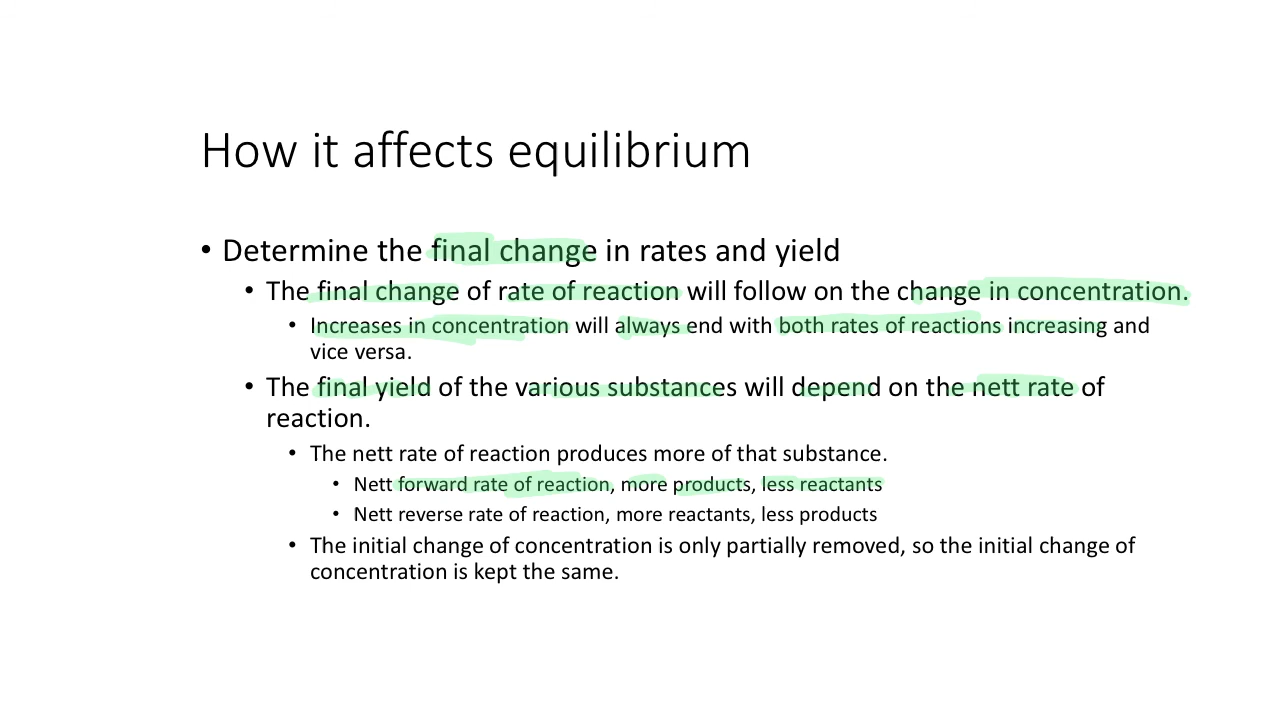 How it affects equilibrium
• Determine the final change in rates and yield
• The final change of rate of reaction will follow on the change in concentration.
• Increases in concentration will always end with both rates of reactions increasing and
vice versa.
• The final yield of the various substances will depend on the nett rate of
reaction.
• The nett rate of reaction produces more of that substance.
• Nett forward rate of reaction, more products, less reactants
• Nett reverse rate of reaction, more reactants, less products
• The initial change of concentration is only partially removed, so the initial change of
concentration is kept the same.